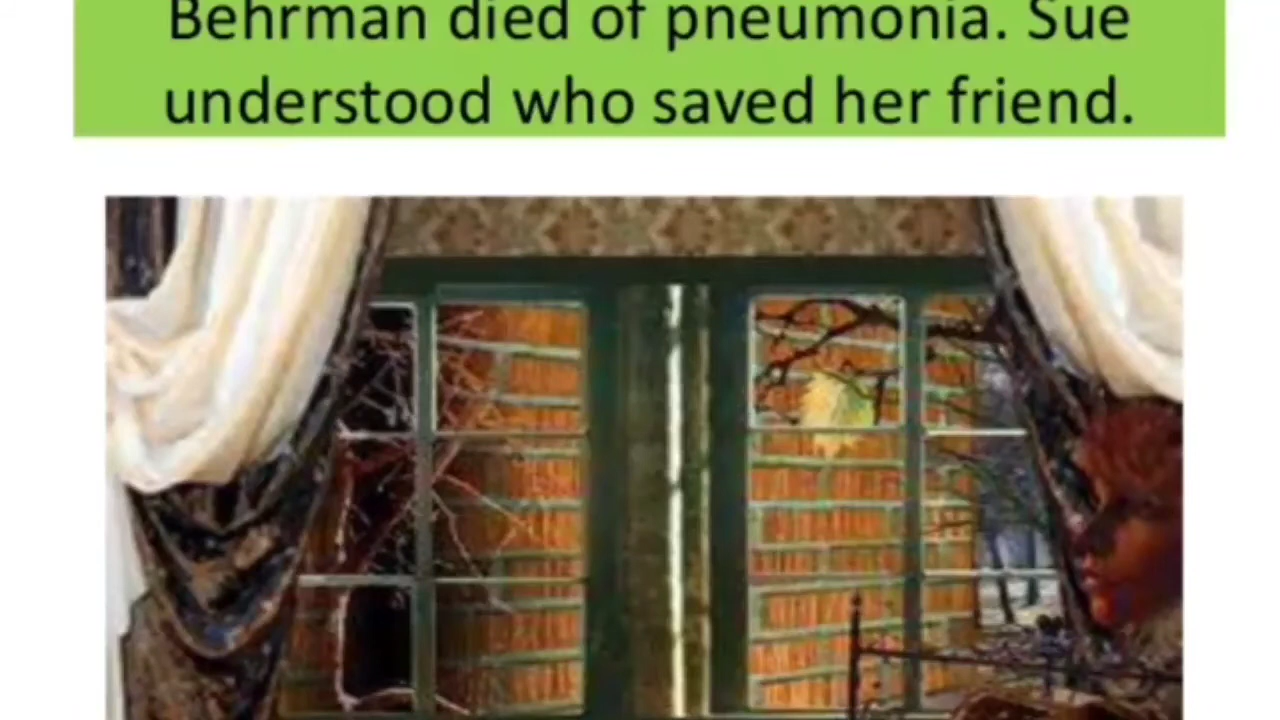 Behrman died of pneumonia. Sue
understood who saved her friend.